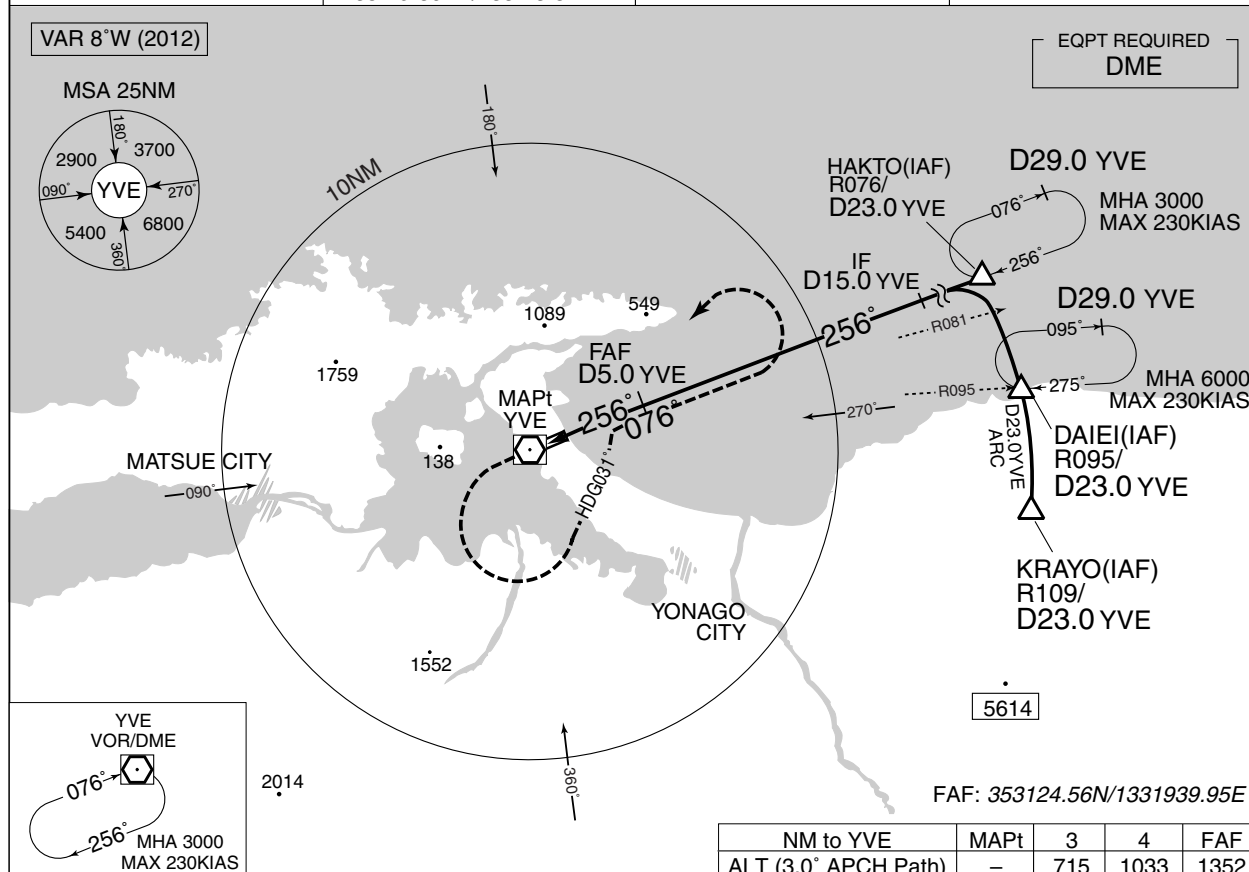 VAR 8°W (2012)
EQPT REQUIRED
DME
MSA 25NM
180°
2900
3700
090°
YVE
270°
5400
6800
360°
180°
10NM
HAKTO(IAF)
R076/
D23.0 YVE
D29.0 YVE
076°
MHA 3000
MAX 230KIAS
256°
IF
D15.0 YVE
D29.0 YVE
R081
095°
256°
549
1089
1759
FAF
D5.0 YVE
R095
275°
MHA 6000
MAX 230KIAS
MAPt
YVE
256°
076°
270°
D23.0YVE
ARC
DAIEI(IAF)
R095/
D23.0 YVE
138
MATSUE CITY
090°
HDG031°
KRAYO(IAF)
R109/
D23.0 YVE
YONAGO
CITY
1552
5614
YVE
VOR/DME
076°
256°
MHA 3000
MAX 230KIAS
2014
360°
FAF: 353124.56N/1331939.95E
NM to YVE MAPt 3 4 FAF
ALT (3.0° APCH Path) – 715 1033 1352